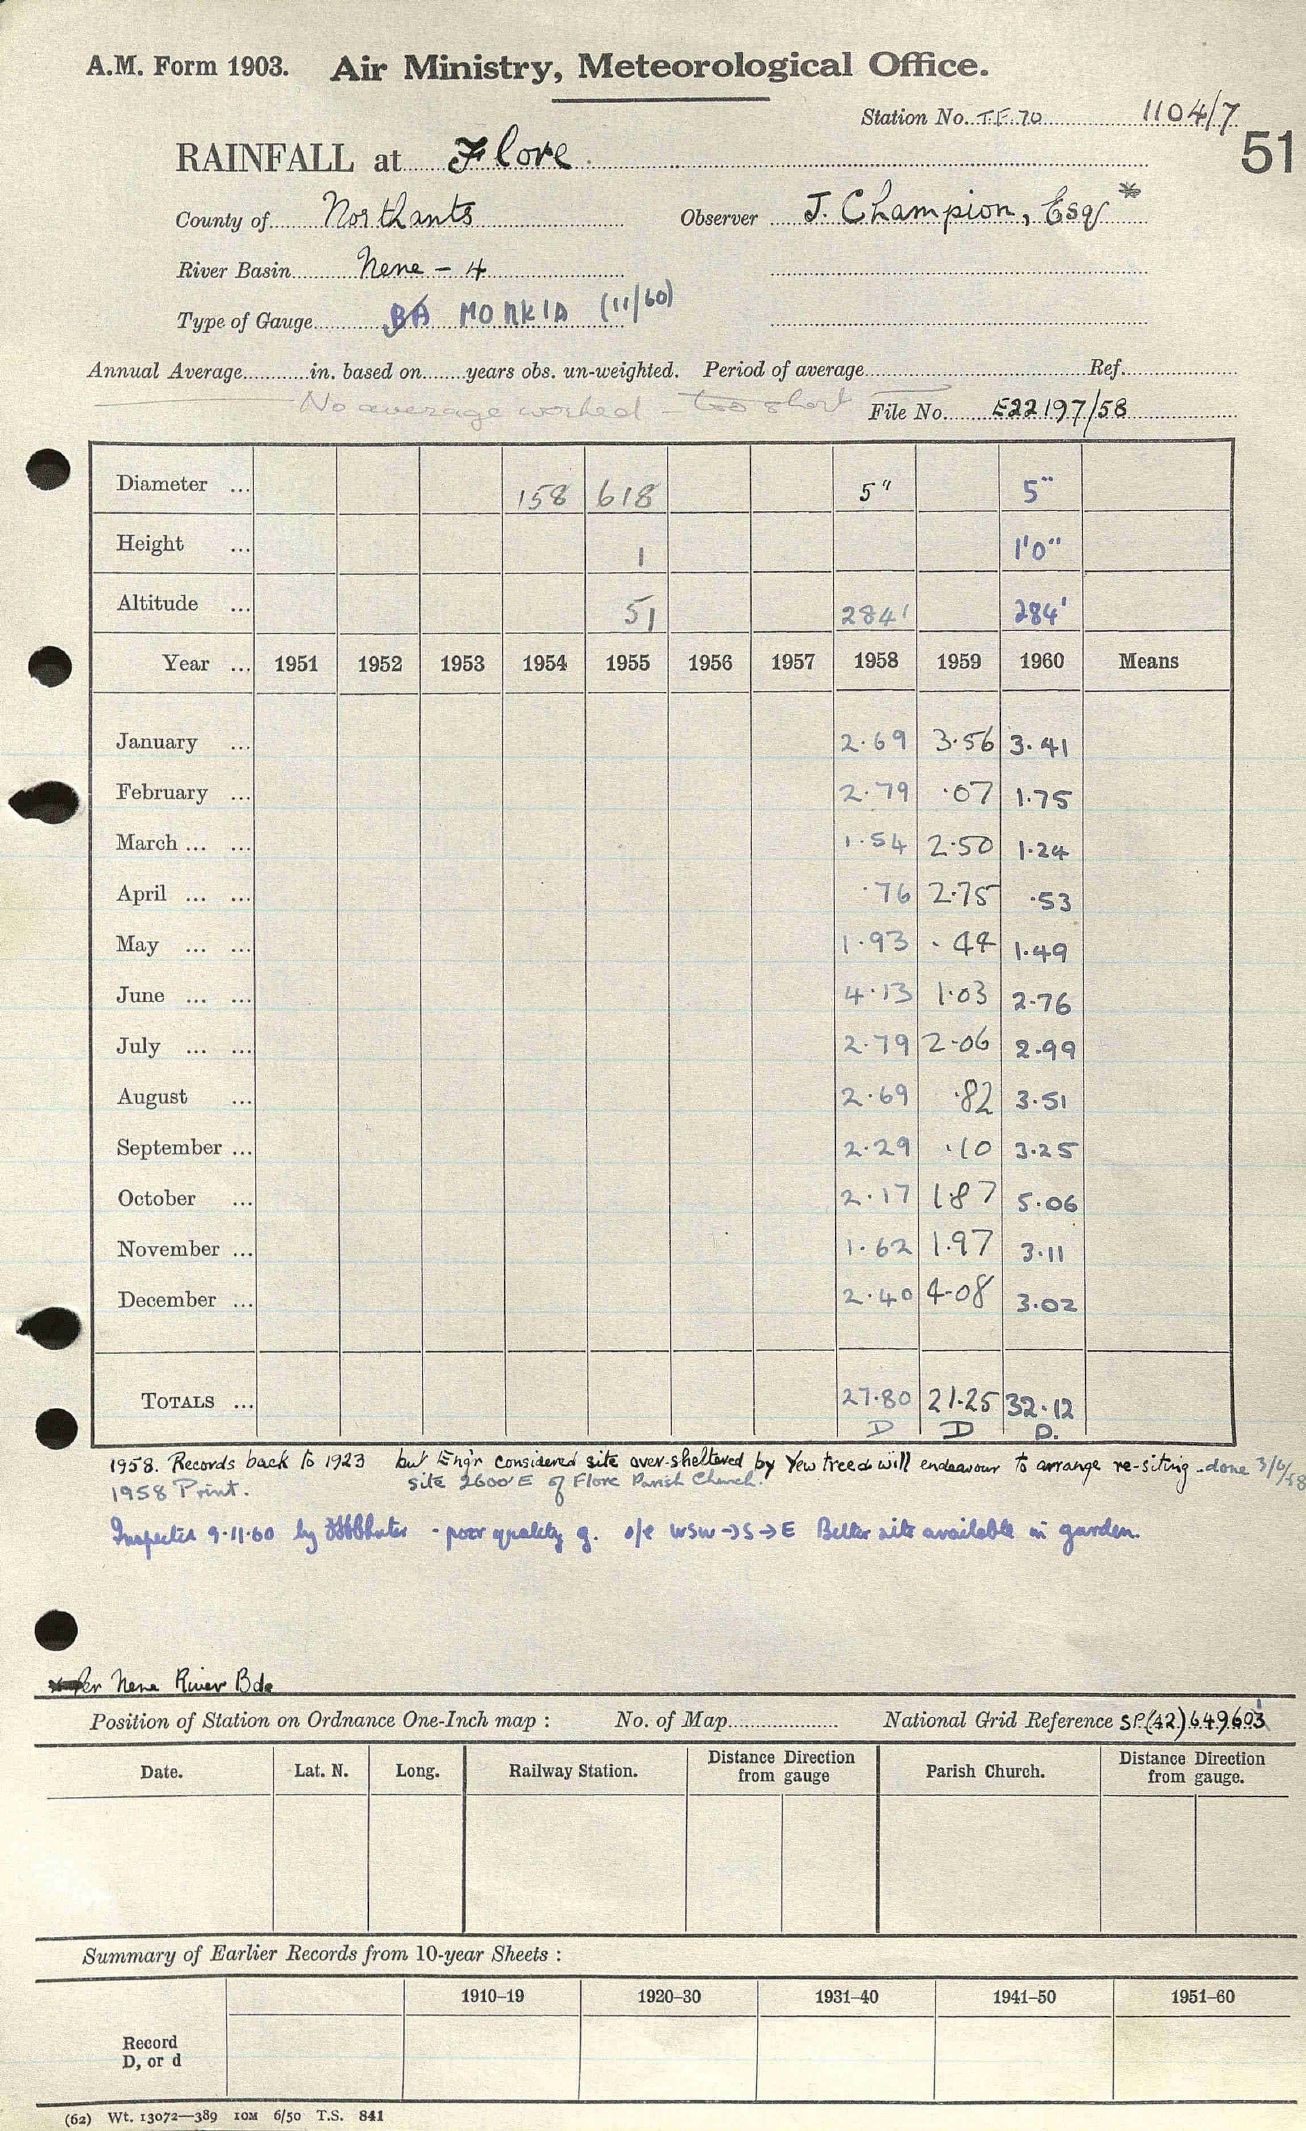 A.M. Form 1903. Air Ministry, Meteorological Office.
Station No. T.F. 70 1104/7
51
RAINFALL at Flore.
County of Northants Observer J. Champion, Esq *
River Basin Nene - 4
Type of Gauge BA MONKID (11/60)
Annual Average in. based on years obs. un-weighted. Period of average Ref.
No average worked - too short File No. E22197/58
Diameter ... 158 618 5" 5"
Height ... 1 1'0"
Altitude ... 51 284' 284'
Year ... 1951 1952 1953 1954 1955 1956 1957 1958 1959 1960 Means
January ... 2.69 3.56 3.41
February ... 2.79 .07 1.75
March ... ... 1.54 2.50 1.24
April ... ... .76 2.75 .53
May ... ... 1.93 .44 1.49
June ... ... 4.13 1.03 2.76
July ... ... 2.79 2.06 2.99
August ... 2.69 .82 3.51
September ... 2.29 .10 3.25
October ... 2.17 1.87 5.06
November ... 1.62 1.97 3.11
December ... 2.40 4.08 3.02
TOTALS ... 27.80 21.25 32.12
D D D.
1958. Records back to 1923 but Engr considered site over-sheltered by Yew trees will endeavour to arrange re-siting. done 3/6/58
1958 Print. site 2600' E of Flore Parish Church.
Inspected 9.11.60 by - poor quality g. o/e WSW→S→E Better site available in garden.
per Nene River Bde
Position of Station on Ordnance One-Inch map : No. of Map National Grid Reference SP.(42) 649603
Date. Lat. N. Long. Railway Station. Distance Direction from gauge Parish Church. Distance Direction from gauge.
Summary of Earlier Records from 10-year Sheets :
1910–19 1920–30 1931–40 1941–50 1951–60
Record
D, or d
(62) Wt. 13072—389 10M 6/50 T.S. 841